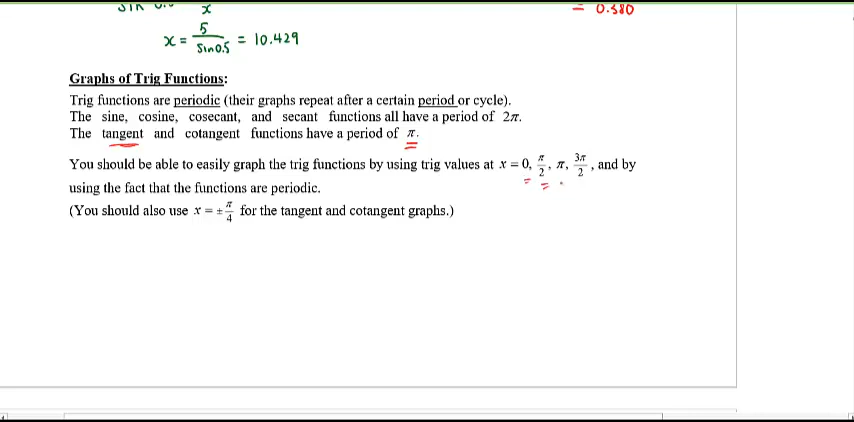 x
= 0.380
x = 5/sin0.5 = 10.429
Graphs of Trig Functions:
Trig functions are periodic (their graphs repeat after a certain period or cycle).
The sine, cosine, cosecant, and secant functions all have a period of 2π.
The tangent and cotangent functions have a period of π.
You should be able to easily graph the trig functions by using trig values at x = 0, π/2, π, 3π/2, and by
using the fact that the functions are periodic.
(You should also use x = ±π/4 for the tangent and cotangent graphs.)